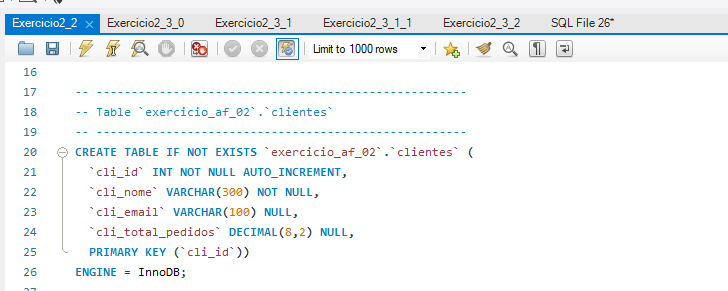 Exercicio2_2 × Exercicio2_3_0 Exercicio2_3_1 Exercicio2_3_1_1 Exercicio2_3_2 SQL File 26*
Limit to 1000 rows
16
17 -- -----------------------------------------------------
18 -- Table `exercicio_af_02`.`clientes`
19 -- -----------------------------------------------------
20 CREATE TABLE IF NOT EXISTS `exercicio_af_02`.`clientes` (
21 `cli_id` INT NOT NULL AUTO_INCREMENT,
22 `cli_nome` VARCHAR(300) NOT NULL,
23 `cli_email` VARCHAR(100) NULL,
24 `cli_total_pedidos` DECIMAL(8,2) NULL,
25 PRIMARY KEY (`cli_id`))
26 ENGINE = InnoDB;
27